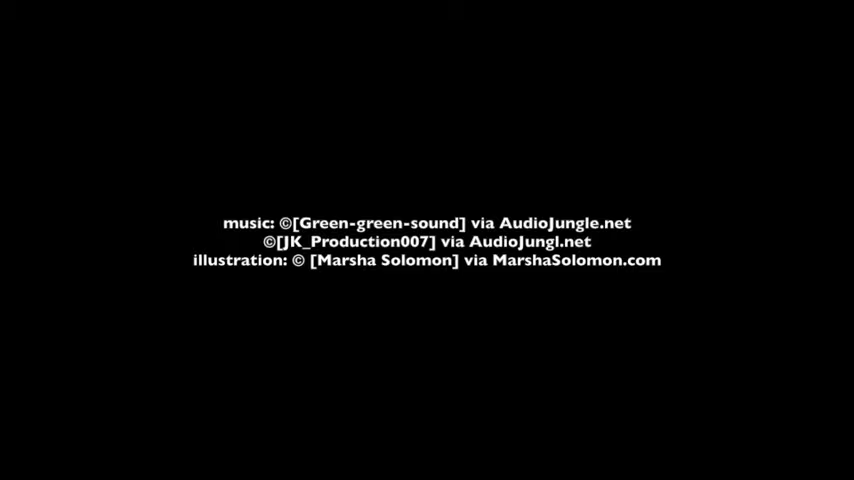 music: ©[Green-green-sound] via AudioJungle.net
©[JK_Production007] via AudioJungl.net
illustration: © [Marsha Solomon] via MarshaSolomon.com